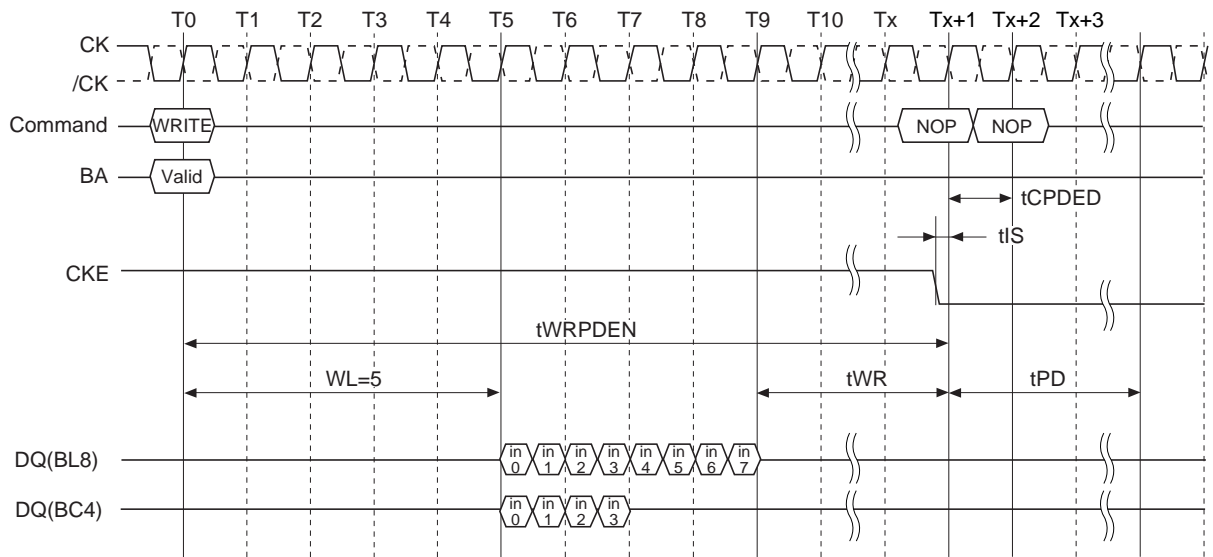 T0 T1 T2 T3 T4 T5 T6 T7 T8 T9 T10 Tx Tx+1 Tx+2 Tx+3
CK
/CK
Command WRITE NOP NOP
BA Valid
tCPDED
tIS
CKE
tWRPDEN
WL=5 tWR tPD
DQ(BL8) in 0 in 1 in 2 in 3 in 4 in 5 in 6 in 7
DQ(BC4) in 0 in 1 in 2 in 3